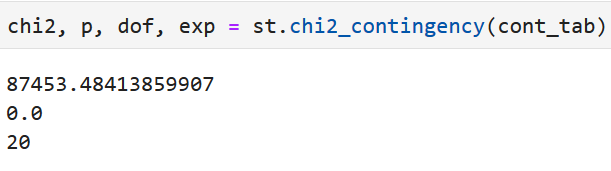 chi2, p, dof, exp = st.chi2_contingency(cont_tab)
87453.48413859907
0.0
20